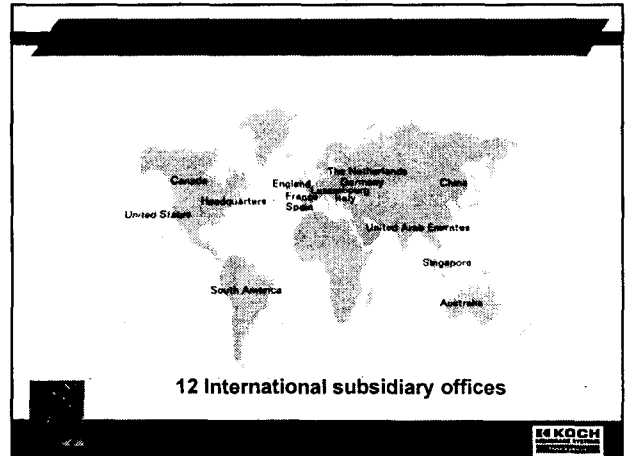 Canada
The Netherlands
England
Germany
China
Luxembourg
Headquarters
France
Italy
Spain
United States
United Arab Emirates
Singapore
South America
Australia
12 International subsidiary offices
KOCH